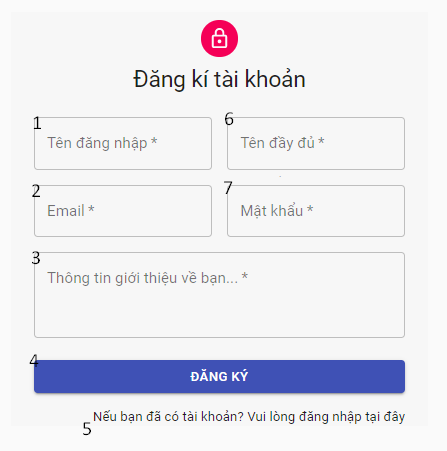 Đăng kí tài khoản
1 6
Tên đăng nhập * Tên đầy đủ *
2 7
Email * Mật khẩu *
3
Thông tin giới thiệu về bạn... *
4
ĐĂNG KÝ
Nếu bạn đã có tài khoản? Vui lòng đăng nhập tại đây
5